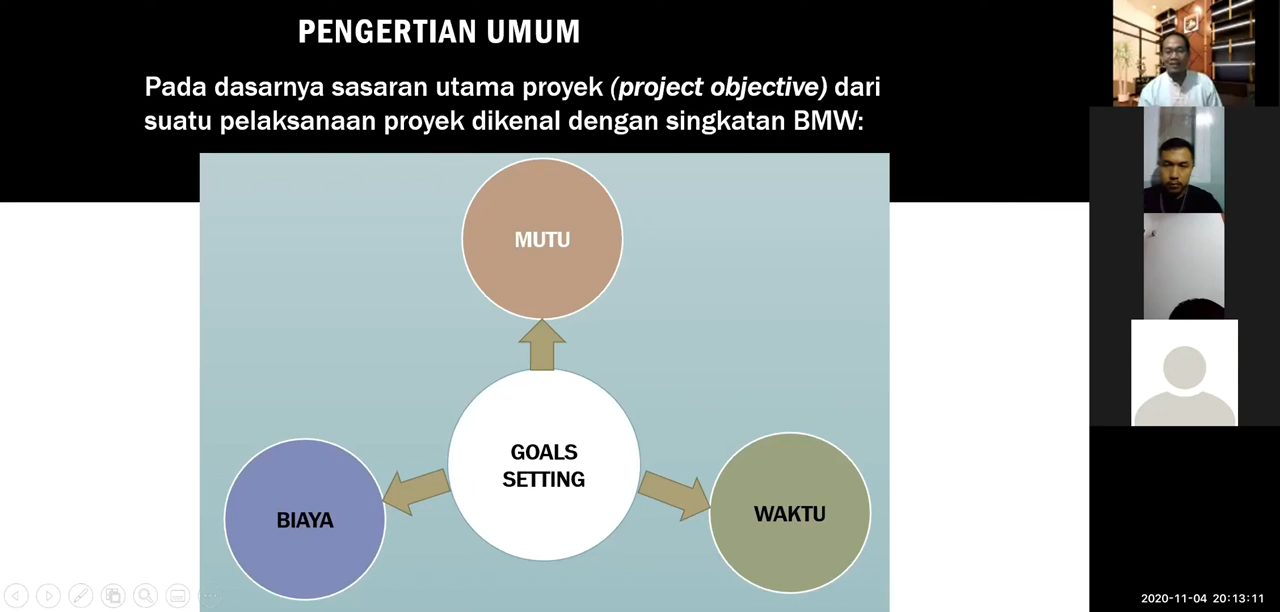 PENGERTIAN UMUM
Pada dasarnya sasaran utama proyek (project objective) dari
suatu pelaksanaan proyek dikenal dengan singkatan BMW:
MUTU
GOALS
SETTING
BIAYA
WAKTU
2020-11-04 20:13:11